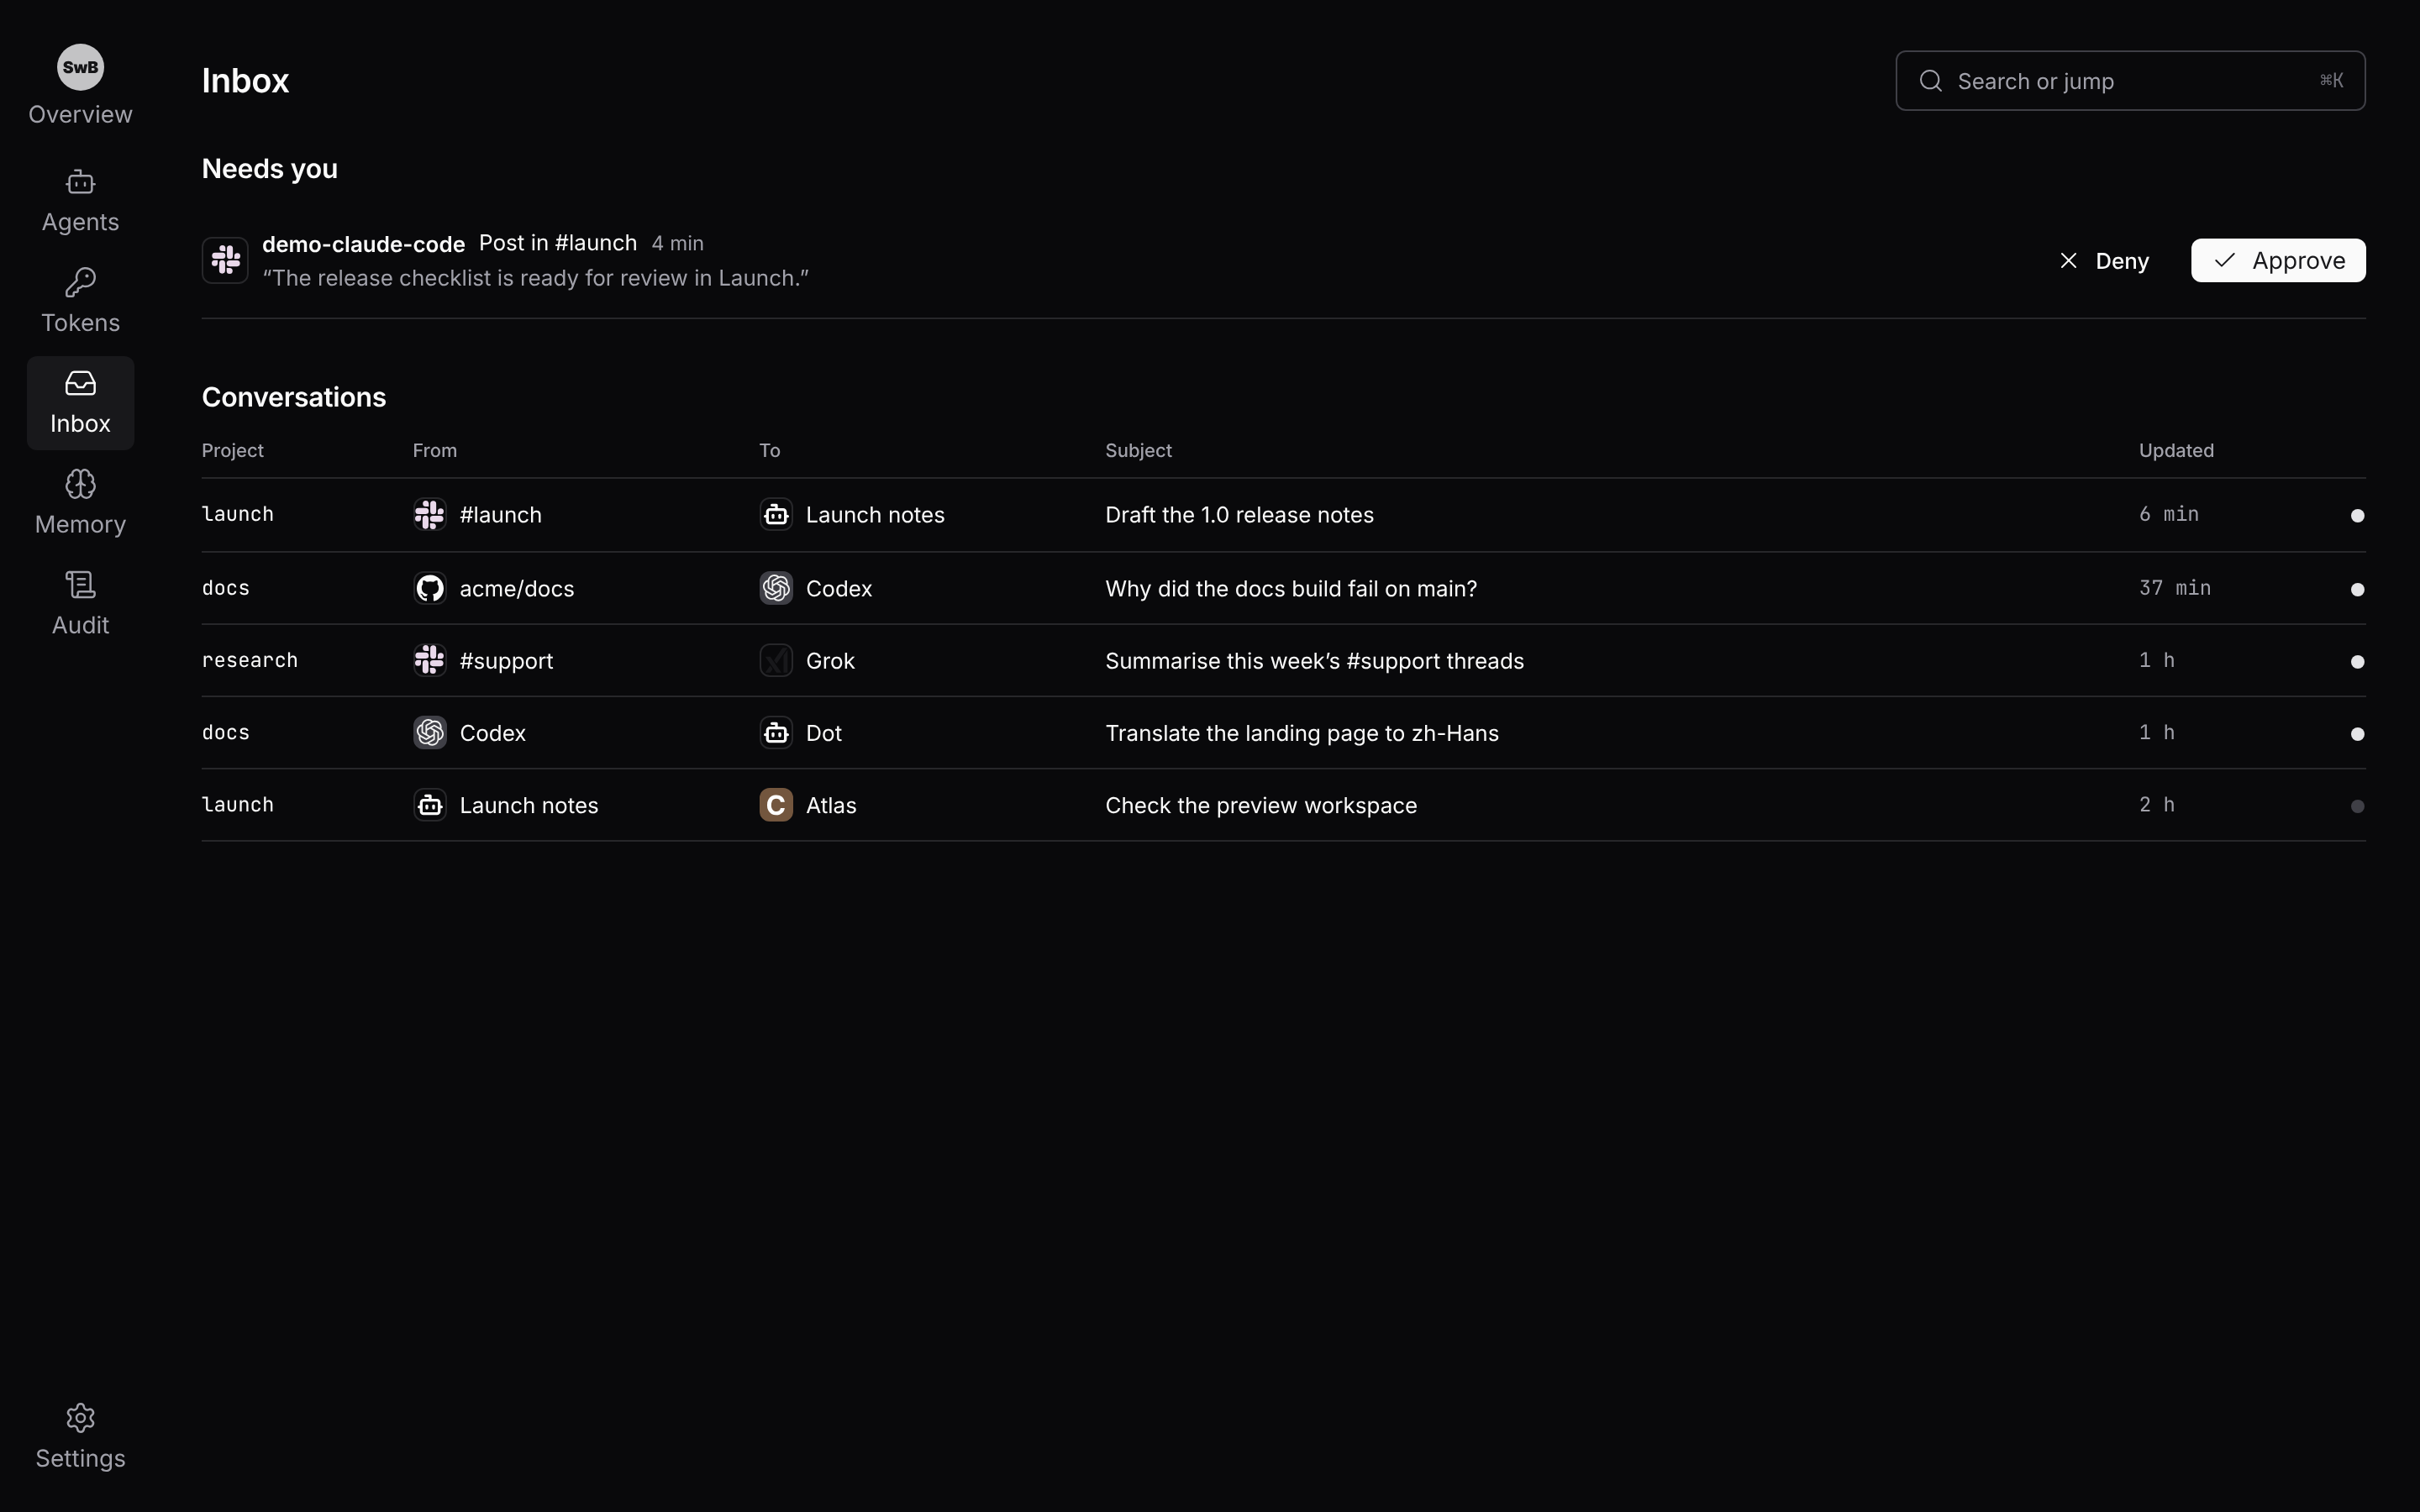 SwB
Overview
Agents
Tokens
Inbox
Memory
Audit
Settings
Inbox
Search or jump ⌘K
Needs you
demo-claude-code Post in #launch 4 min
“The release checklist is ready for review in Launch.”
Deny Approve
Conversations
Project From To Subject Updated
launch #launch Launch notes Draft the 1.0 release notes 6 min
docs acme/docs Codex Why did the docs build fail on main? 37 min
research #support Grok Summarise this week’s #support threads 1 h
docs Codex Dot Translate the landing page to zh-Hans 1 h
launch Launch notes C Atlas Check the preview workspace 2 h